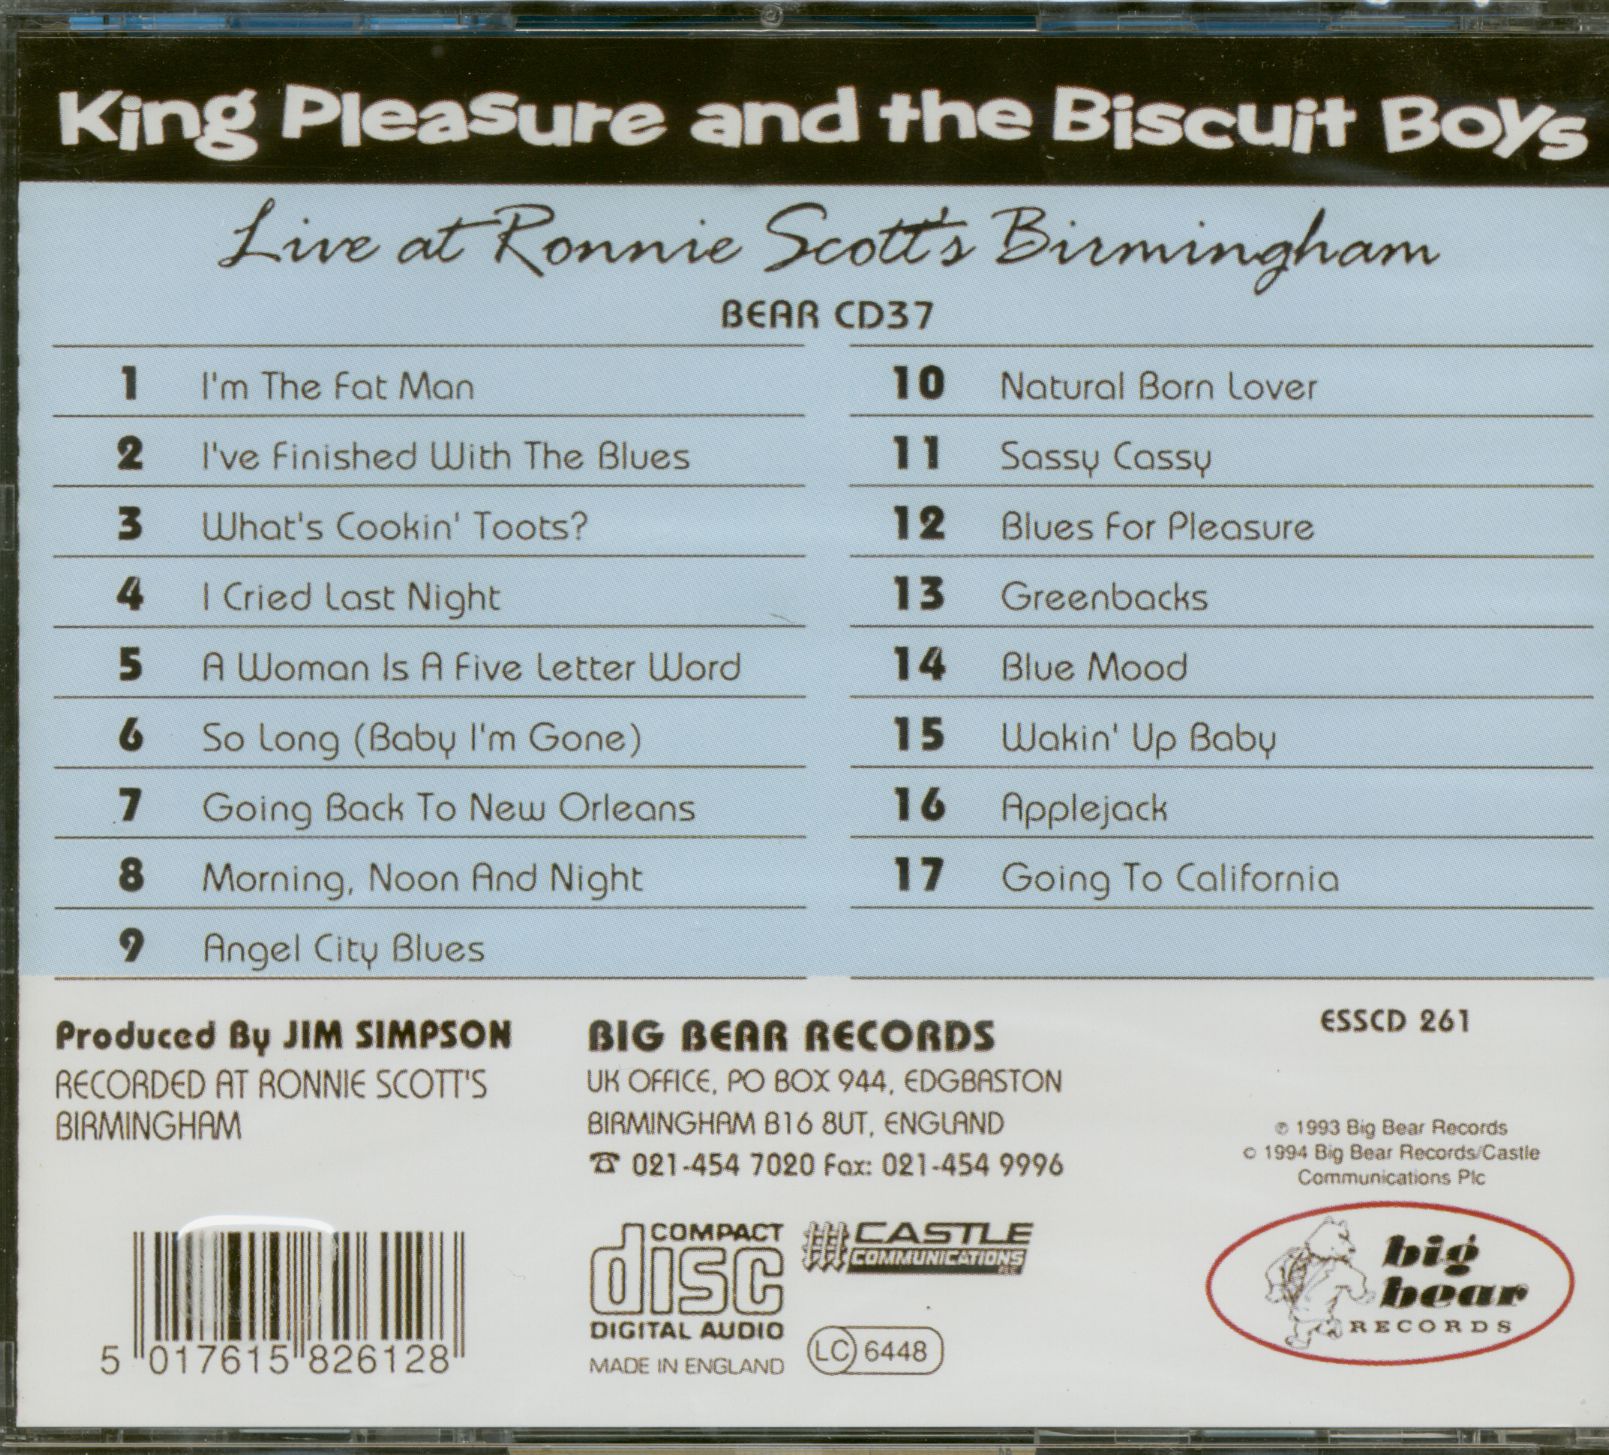 King Pleasure and the Biscuit Boys
Live at Ronnie Scott's Birmingham
BEAR CD37
1 I'm The Fat Man
2 I've Finished With The Blues
3 What's Cookin' Toots?
4 I Cried Last Night
5 A Woman Is A Five Letter Word
6 So Long (Baby I'm Gone)
7 Going Back To New Orleans
8 Morning, Noon And Night
9 Angel City Blues
10 Natural Born Lover
11 Sassy Cassy
12 Blues For Pleasure
13 Greenbacks
14 Blue Mood
15 Wakin' Up Baby
16 Applejack
17 Going To California
Produced By JIM SIMPSON
RECORDED AT RONNIE SCOTT'S
BIRMINGHAM
BIG BEAR RECORDS
UK OFFICE, PO BOX 944, EDGBASTON
BIRMINGHAM B16 8UT, ENGLAND
☎ 021-454 7020 Fax: 021-454 9996
ESSCD 261
℗ 1993 Big Bear Records
© 1994 Big Bear Records/Castle
Communications Plc
5 017615 826128
COMPACT
disc
DIGITAL AUDIO
MADE IN ENGLAND
CASTLE
COMMUNICATIONS
LC 6448
big
bear
RECORDS